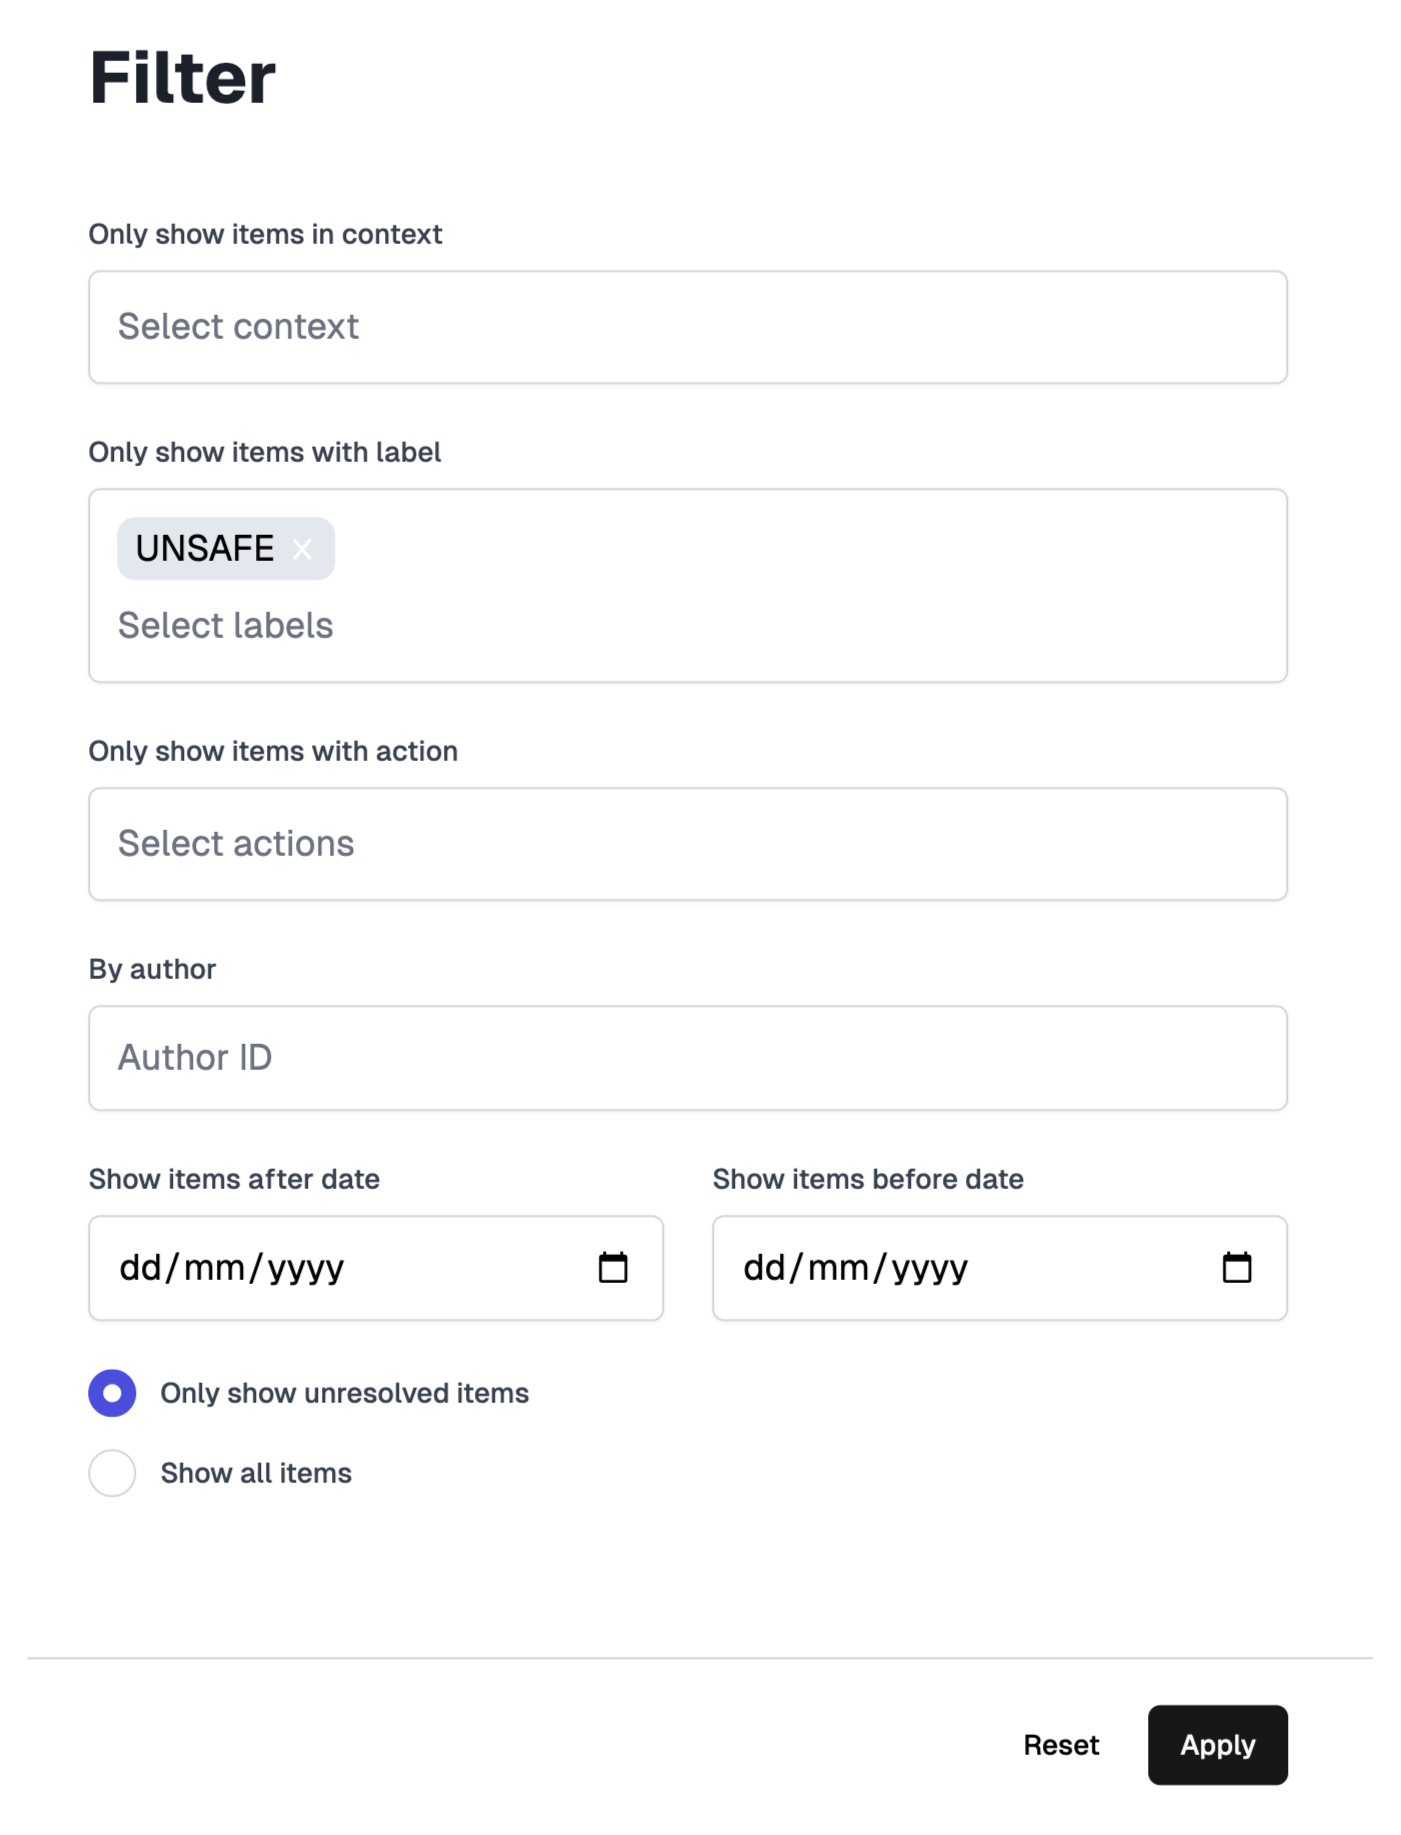 Filter
Only show items in context
Select context
Only show items with label
UNSAFE ×
Select labels
Only show items with action
Select actions
By author
Author ID
Show items after date
Show items before date
dd/mm/yyyy
dd/mm/yyyy
Only show unresolved items
Show all items
Reset
Apply